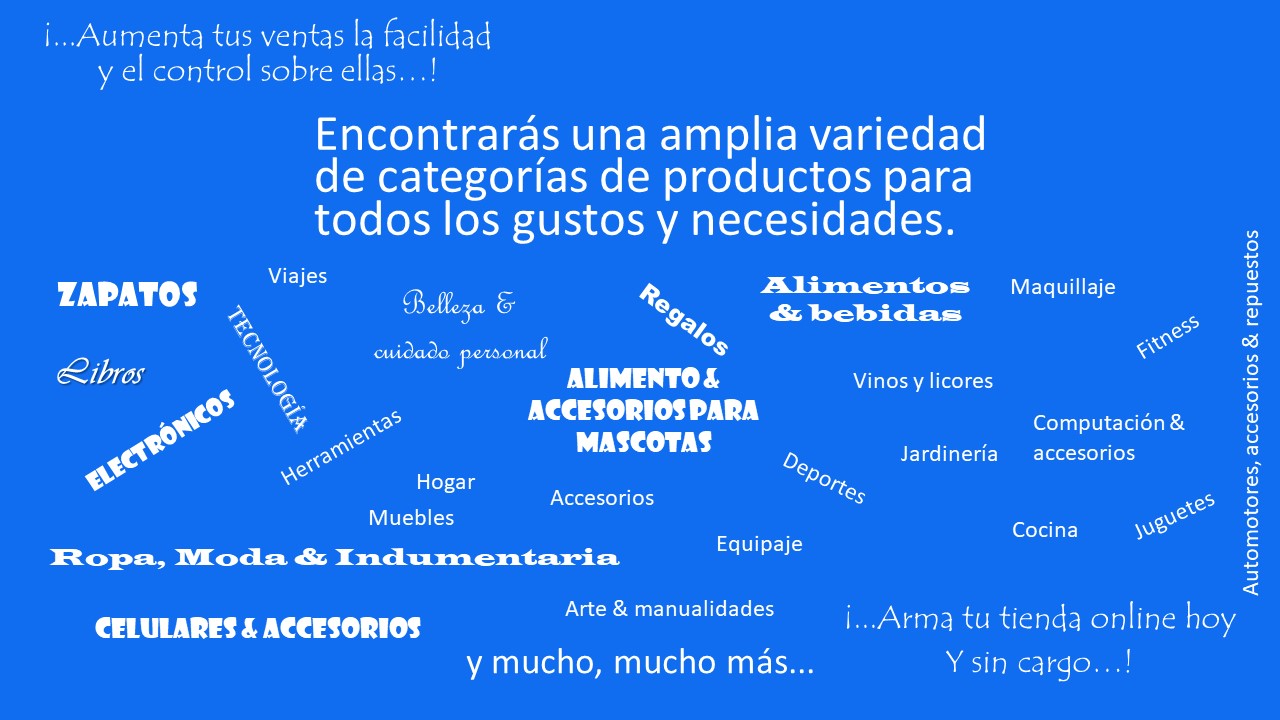 ¡...Aumenta tus ventas la facilidad
y el control sobre ellas...!
Encontrarás una amplia variedad
de categorías de productos para
todos los gustos y necesidades.
ZAPATOS
Viajes
Belleza &
cuidado personal
Regalos
Alimentos
& bebidas
Maquillaje
Fitness
Automotores, accesorios & repuestos
Libros
TECNOLOGÍA
ELECTRÓNICOS
Herramientas
ALIMENTO &
ACCESORIOS PARA
MASCOTAS
Vinos y licores
Computación &
accesorios
Jardinería
Deportes
Hogar
Accesorios
Muebles
Cocina
Juguetes
Equipaje
Ropa, Moda & Indumentaria
Arte & manualidades
CELULARES & ACCESORIOS
y mucho, mucho más...
¡...Arma tu tienda online hoy
Y sin cargo...!